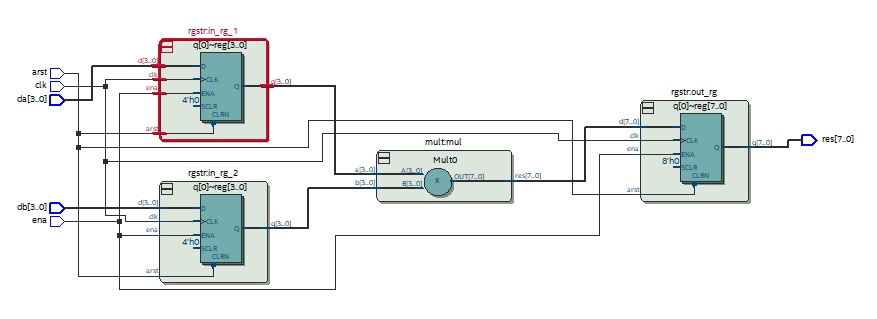 rgstr:in_rg_1
q[0]~reg[3..0]
d[3..0]
D
clk
>CLK
ena
ENA
4'h0
SCLR
CLRN
arst
Q
q[3..0]
arst
clk
da[3..0]
rgstr:in_rg_2
q[0]~reg[3..0]
db[3..0]
ena
d[3..0]
D
clk
>CLK
ena
ENA
4'h0
SCLR
CLRN
arst
Q
q[3..0]
mult:mul
Mult0
a[3..0]
A[3..0]
b[3..0]
B[3..0]
X
OUT[7..0]
res[7..0]
rgstr:out_rg
q[0]~reg[7..0]
d[7..0]
D
clk
>CLK
ena
ENA
8'h0
SCLR
CLRN
arst
Q
q[7..0]
res[7..0]